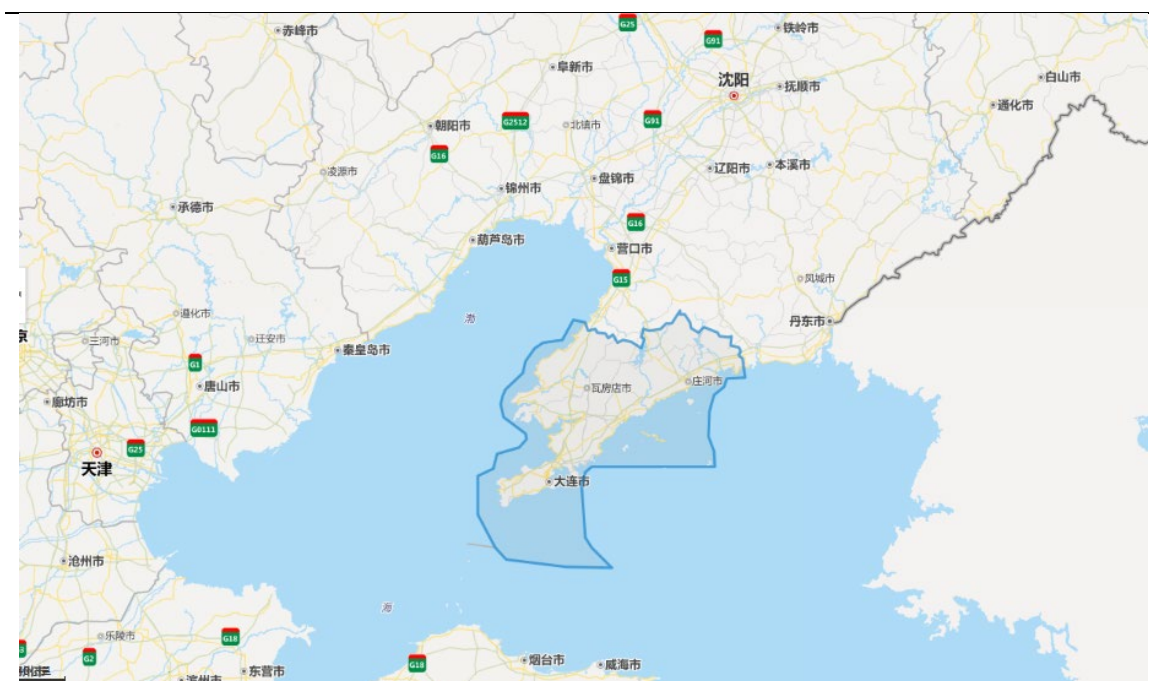 G25
铁岭市
赤峰市
G91
阜新市
沈阳
抚顺市
白山市
通化市
G2512
G91
朝阳市
北镇市
G16
凌源市
辽阳市
本溪市
盘锦市
锦州市
承德市
G16
葫芦岛市
营口市
G15
凤城市
遵化市
渤
丹东市
京
三河市
迁安市
秦皇岛市
G1
唐山市
瓦房店市
庄河市
廊坊市
G0111
G25
天津
大连市
沧州市
海
乐陵市
G18
G2
烟台市
威海市
G18
东营市
滨州市